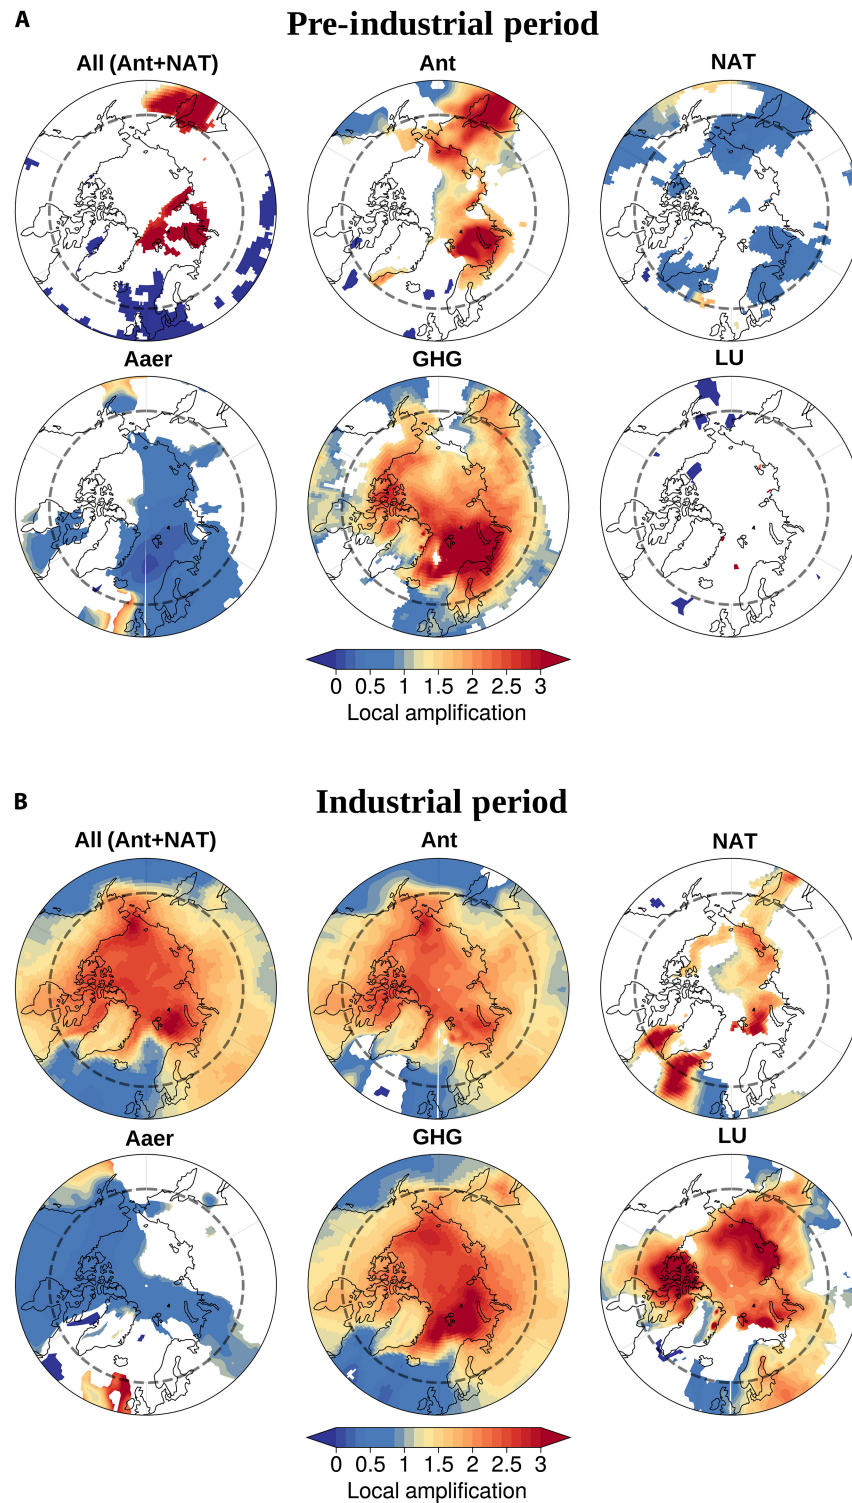 A
Pre-industrial period
All (Ant+NAT) Ant NAT
Aaer GHG LU
0 0.5 1 1.5 2 2.5 3
Local amplification
B
Industrial period
All (Ant+NAT) Ant NAT
Aaer GHG LU
0 0.5 1 1.5 2 2.5 3
Local amplification